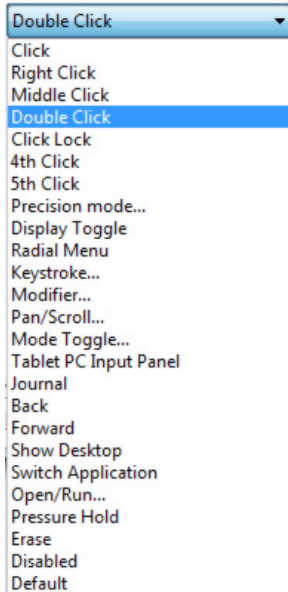 Double Click
Click
Right Click
Middle Click
Double Click
Click Lock
4th Click
5th Click
Precision mode...
Display Toggle
Radial Menu
Keystroke...
Modifier...
Pan/Scroll...
Mode Toggle...
Tablet PC Input Panel
Journal
Back
Forward
Show Desktop
Switch Application
Open/Run...
Pressure Hold
Erase
Disabled
Default